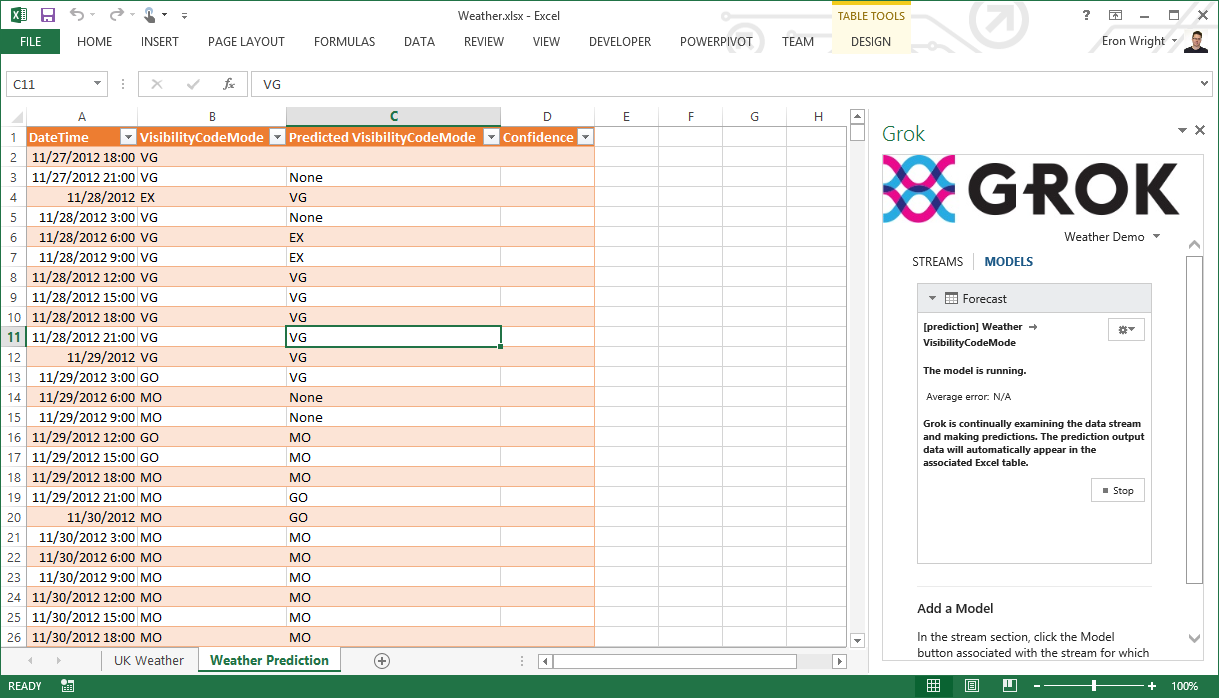 Weather.xlsx - Excel
TABLE TOOLS
?
FILE HOME INSERT PAGE LAYOUT FORMULAS DATA REVIEW VIEW DEVELOPER POWERPIVOT TEAM DESIGN
Eron Wright
C11 fx VG
A B C D E F G H
1 DateTime VisibilityCodeMode Predicted VisibilityCodeMode Confidence
2 11/27/2012 18:00 VG
3 11/27/2012 21:00 VG None
4 11/28/2012 EX VG
5 11/28/2012 3:00 VG None
6 11/28/2012 6:00 VG EX
7 11/28/2012 9:00 VG EX
8 11/28/2012 12:00 VG VG
9 11/28/2012 15:00 VG VG
10 11/28/2012 18:00 VG VG
11 11/28/2012 21:00 VG VG
12 11/29/2012 VG VG
13 11/29/2012 3:00 GO VG
14 11/29/2012 6:00 MO None
15 11/29/2012 9:00 MO None
16 11/29/2012 12:00 GO MO
17 11/29/2012 15:00 GO MO
18 11/29/2012 18:00 MO MO
19 11/29/2012 21:00 MO GO
20 11/30/2012 MO GO
21 11/30/2012 3:00 MO MO
22 11/30/2012 6:00 MO MO
23 11/30/2012 9:00 MO MO
24 11/30/2012 12:00 MO MO
25 11/30/2012 15:00 MO MO
26 11/30/2012 18:00 MO MO
Grok
GROK
Weather Demo
STREAMS MODELS
Forecast
[prediction] Weather →
VisibilityCodeMode
The model is running.
Average error: N/A
Grok is continually examining the data stream
and making predictions. The prediction output
data will automatically appear in the
associated Excel table.
Stop
Add a Model
In the stream section, click the Model
button associated with the stream for which
UK Weather Weather Prediction
READY
100%